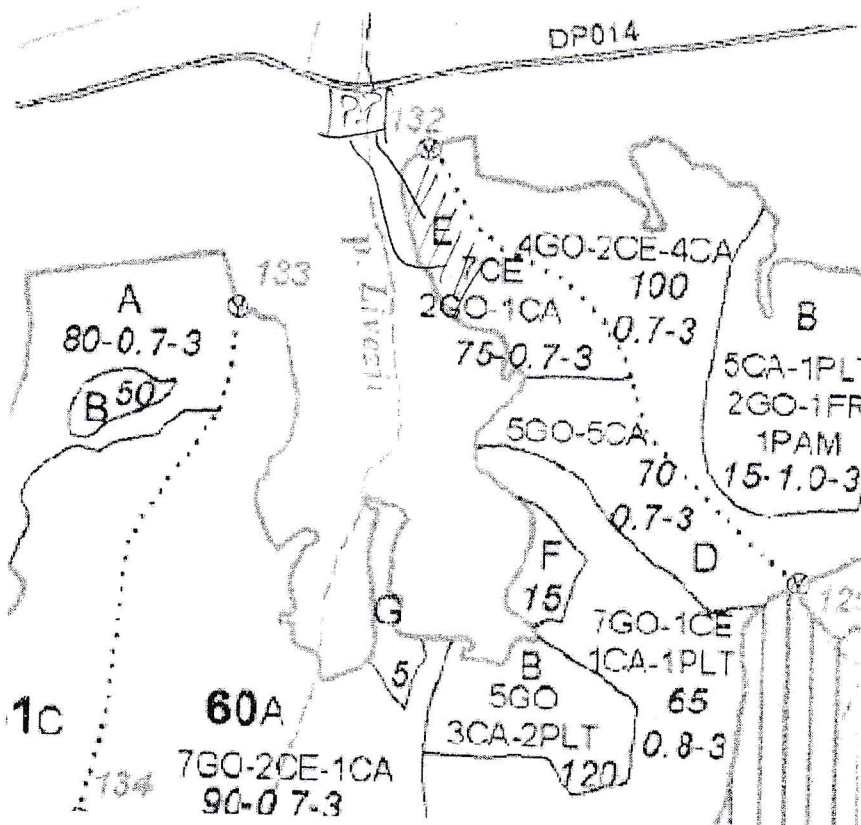 DP014
P.P
132
E
4GO-2CE-4CA
7CE
100
133
2GO-1CA
0.7-3
A
B
80-0.7-3
75-0.7-3
5CA-1PLT
B 50
2GO-1FR
5GO-5CA
1PAM
70
15-1.0-3
0.7-3
F
D
15
G
7GO-1CE
1CA-1PLT
5
B
65
5GO
0.8-3
3CA-2PLT
120
1C
60A
7GO-2CE-1CA
134
90-0.7-3